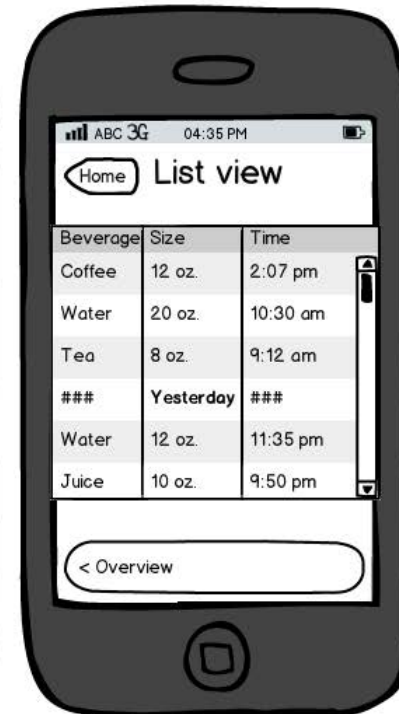 ABC 3G 04:35 PM
Home List view
Beverage Size Time
Coffee 12 oz. 2:07 pm
Water 20 oz. 10:30 am
Tea 8 oz. 9:12 am
### Yesterday ###
Water 12 oz. 11:35 pm
Juice 10 oz. 9:50 pm
< Overview